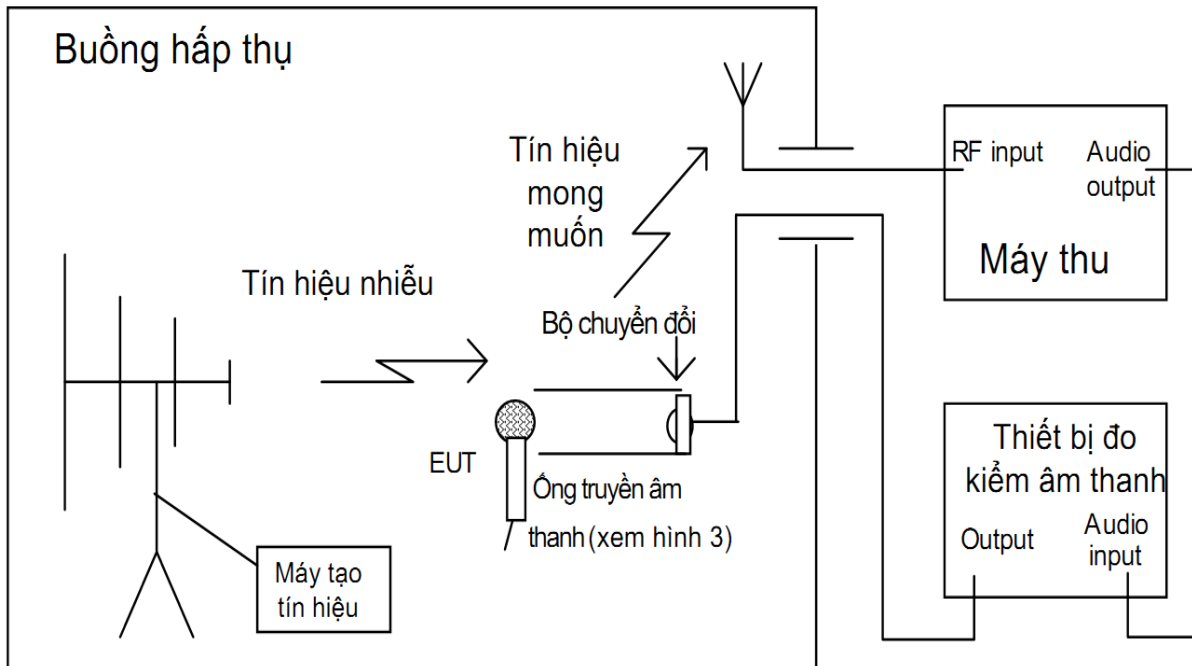 Buồng hấp thụ
Tín hiệu
mong
muốn
RF input
Audio
output
Máy thu
Tín hiệu nhiễu
Bộ chuyển đổi
EUT
Ống truyền âm
thanh (xem hình 3)
Máy tạo
tín hiệu
Thiết bị đo
kiểm âm thanh
Output
Audio
input